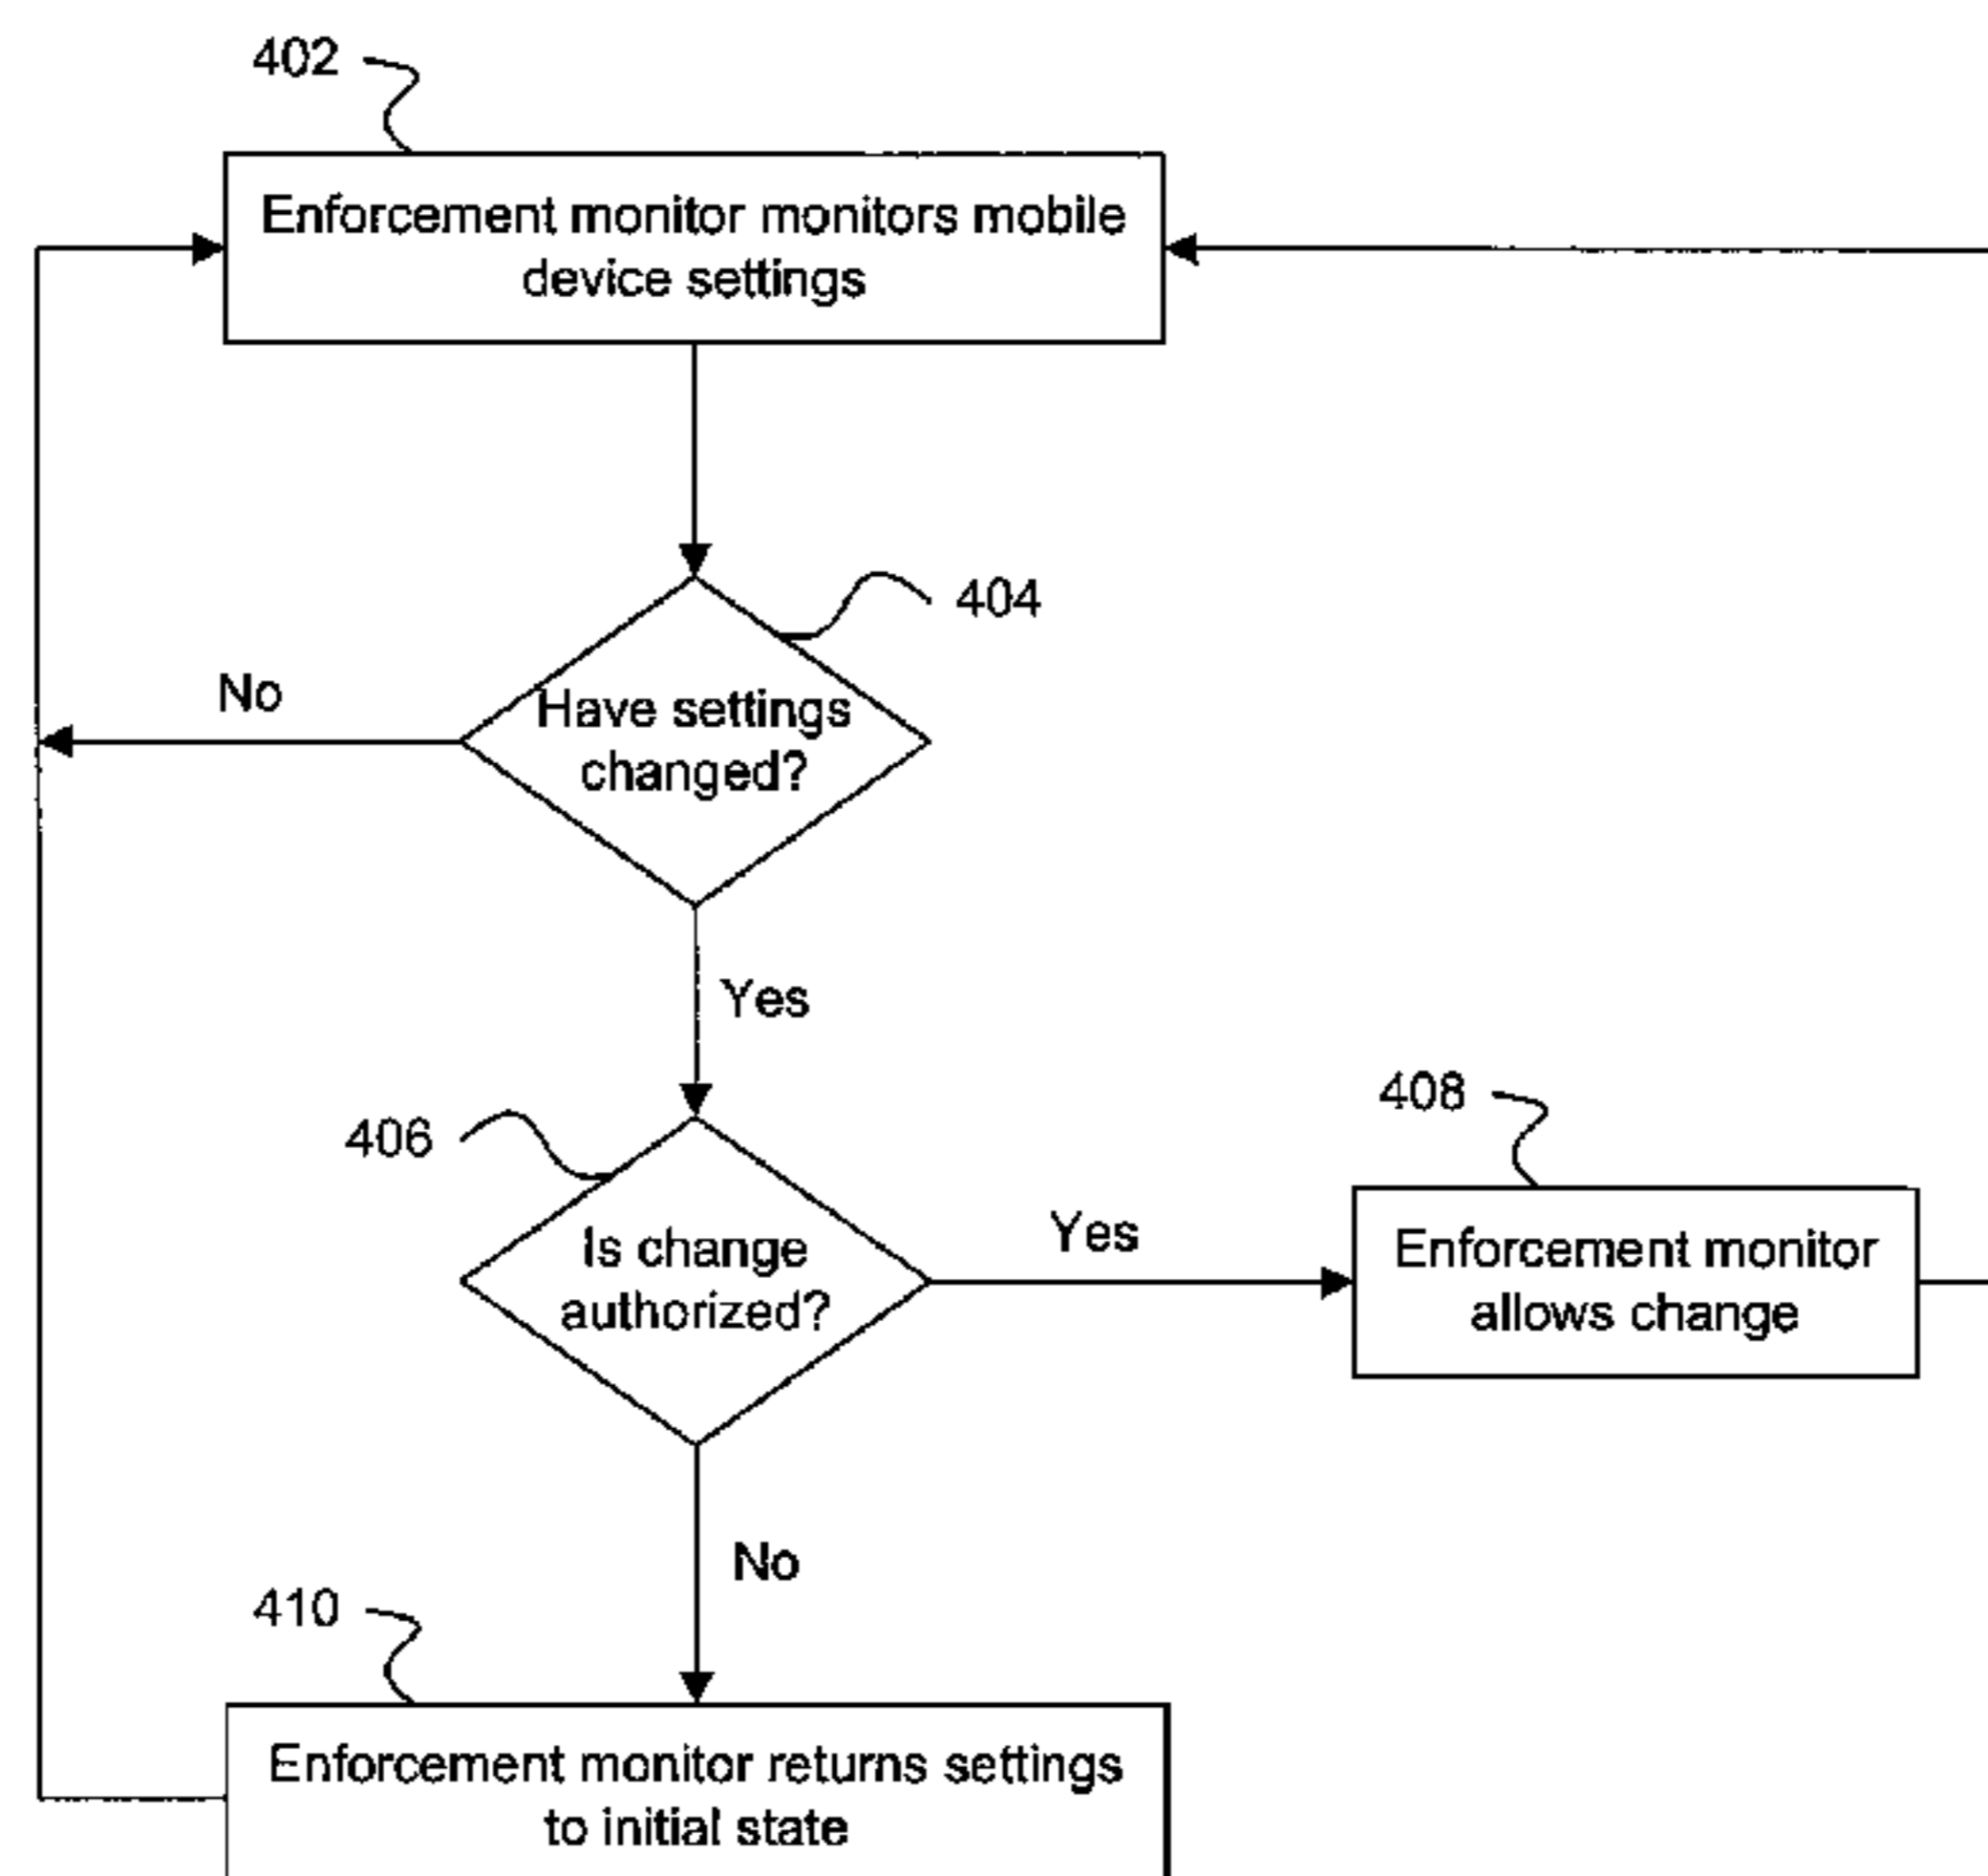 402
Enforcement monitor monitors mobile
device settings
404
No
Have settings
changed?
Yes
406
408
Is change
authorized?
Yes
Enforcement monitor
allows change
No
410
Enforcement monitor returns settings
to initial state